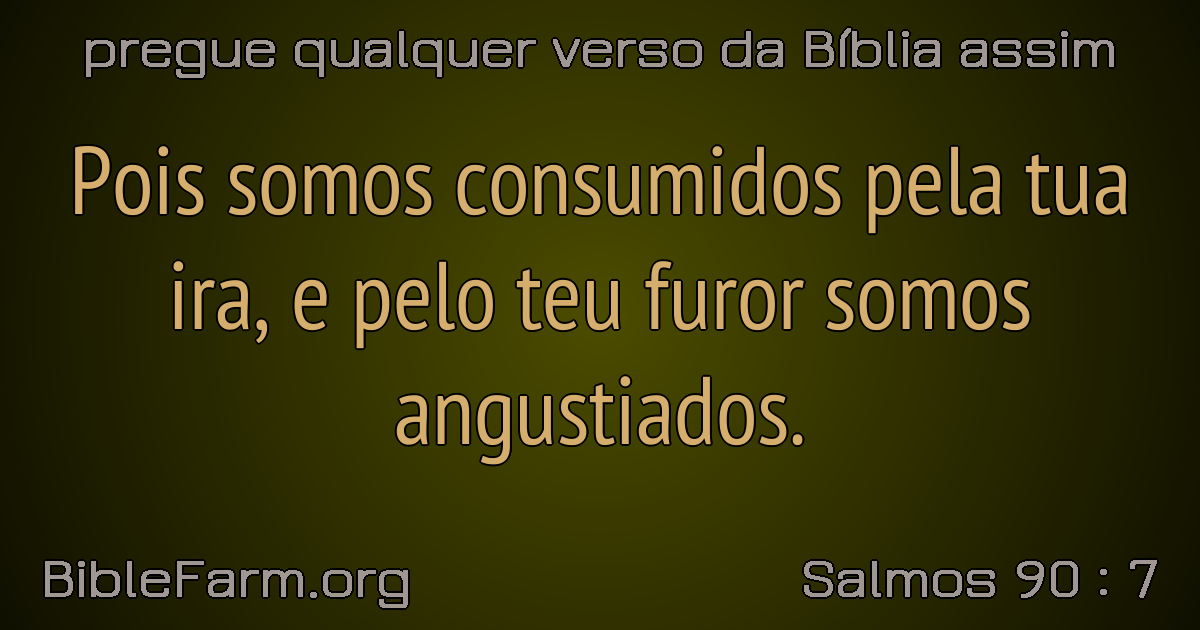 pregue qualquer verso da Bíblia assim
Pois somos consumidos pela tua
ira, e pelo teu furor somos
angustiados.
BibleFarm.org
Salmos 90 : 7